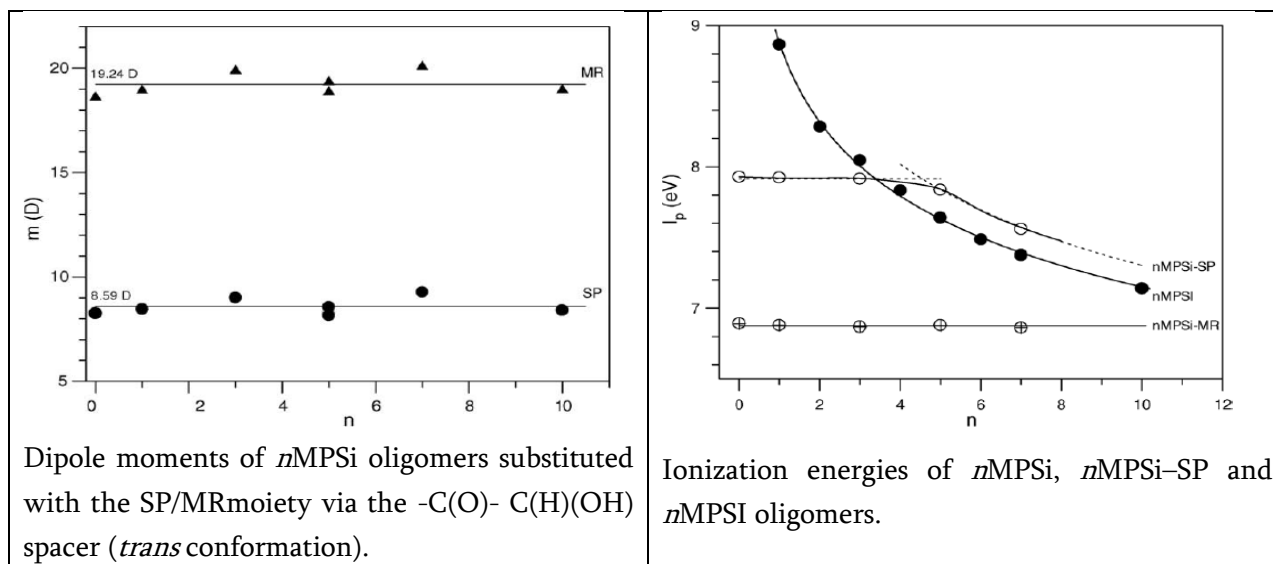 20
15
10
5
m (D)
19.24 D
MR
8.59 D
SP
0
2
4
6
8
10
n
Dipole moments of nMPSi oligomers substituted
with the SP/MRmoiety via the -C(O)- C(H)(OH)
spacer (trans conformation).
9
8
7
I_p (eV)
nMPSi-SP
nMPSI
nMPSi-MR
0
2
4
6
8
10
12
n
Ionization energies of nMPSi, nMPSi–SP and
nMPSI oligomers.